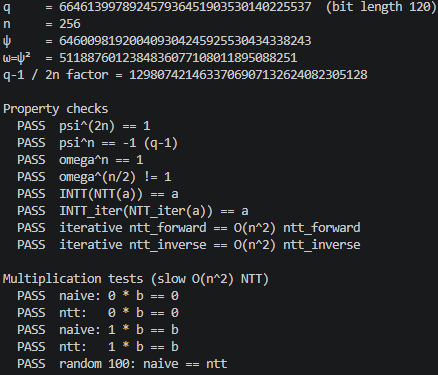 q      = 664613997892457936451903530140225537  (bit length 120)
n      = 256
ψ      = 646009819200409304245925530434338243
ω=ψ²   = 511887601238483607710801189508825​1
q-1 / 2n factor = 1298074214633706907132624082305128
Property checks
PASS  psi^(2n) == 1
PASS  psi^n == -1 (q-1)
PASS  omega^n == 1
PASS  omega^(n/2) != 1
PASS  INTT(NTT(a)) == a
PASS  INTT_iter(NTT_iter(a)) == a
PASS  iterative ntt_forward == O(n^2) ntt_forward
PASS  iterative ntt_inverse == O(n^2) ntt_inverse
Multiplication tests (slow O(n^2) NTT)
PASS  naive: 0 * b == 0
PASS  ntt:   0 * b == 0
PASS  naive: 1 * b == b
PASS  ntt:   1 * b == b
PASS  random 100: naive == ntt